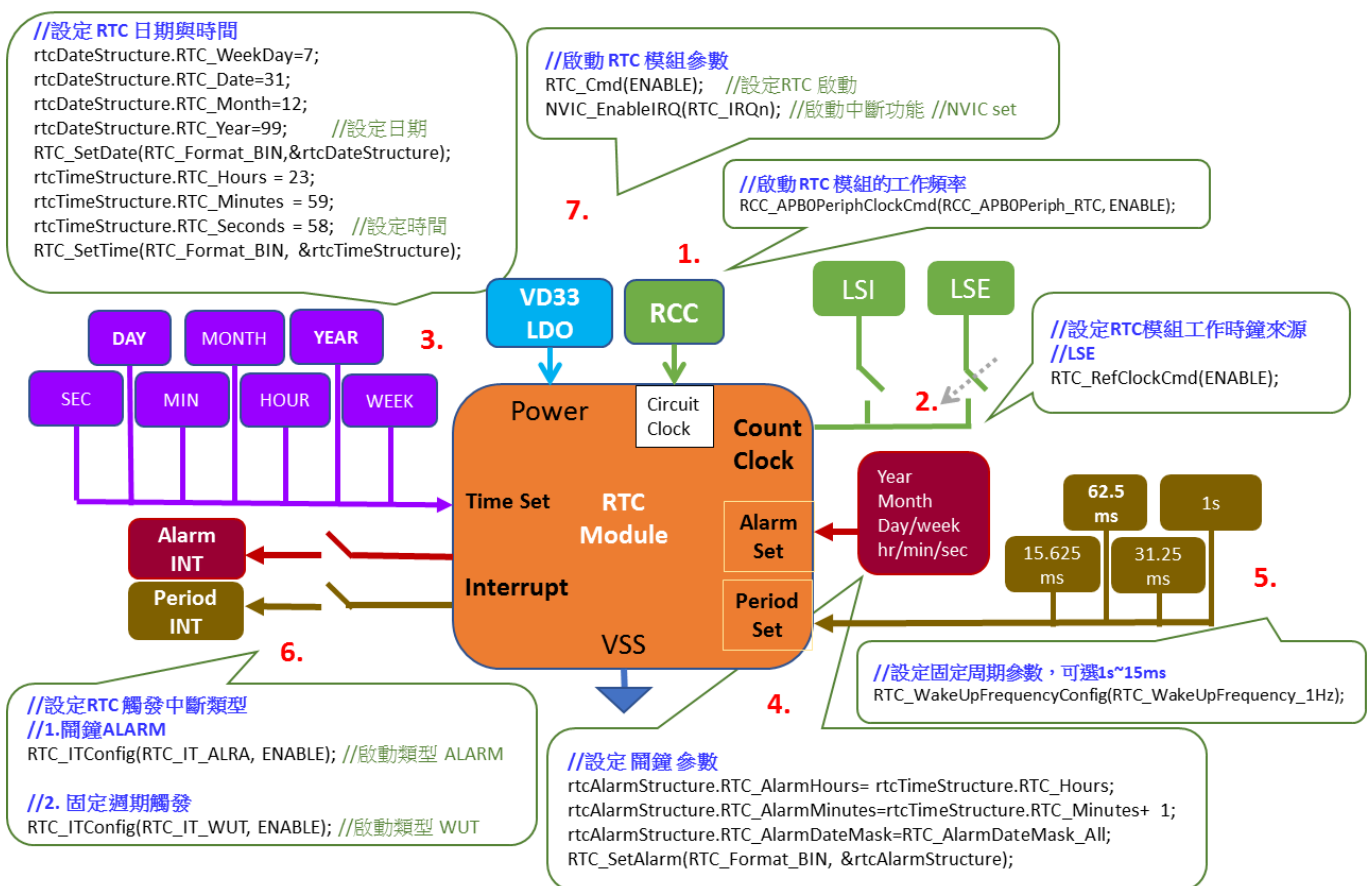 //設定 RTC 日期與時間
rtcDateStructure.RTC_WeekDay=7;
rtcDateStructure.RTC_Date=31;
rtcDateStructure.RTC_Month=12;
rtcDateStructure.RTC_Year=99; //設定日期
RTC_SetDate(RTC_Format_BIN,&rtcDateStructure);
rtcTimeStructure.RTC_Hours = 23;
rtcTimeStructure.RTC_Minutes = 59;
rtcTimeStructure.RTC_Seconds = 58; //設定時間
RTC_SetTime(RTC_Format_BIN, &rtcTimeStructure);
//啟動 RTC 模組參數
RTC_Cmd(ENABLE); //設定RTC 啟動
NVIC_EnableIRQ(RTC_IRQn); //啟動中斷功能 //NVIC set
7.
//啟動 RTC 模組的工作頻率
RCC_APB0PeriphClockCmd(RCC_APB0Periph_RTC, ENABLE);
1.
VD33
LDO
RCC
LSI
LSE
//設定RTC模組工作時鐘來源
//LSE
RTC_RefClockCmd(ENABLE);
2.
3.
DAY
MONTH
YEAR
SEC
MIN
HOUR
WEEK
Power
Circuit
Clock
Count
Clock
Time Set
RTC
Module
Alarm
Set
Interrupt
Period
Set
VSS
Year
Month
Day/week
hr/min/sec
62.5
ms
1s
15.625
ms
31.25
ms
5.
Alarm
INT
Period
INT
6.
//設定固定周期參數，可選1s~15ms
RTC_WakeUpFrequencyConfig(RTC_WakeUpFrequency_1Hz);
//設定RTC 觸發中斷類型
//1.鬧鐘ALARM
RTC_ITConfig(RTC_IT_ALRA, ENABLE); //啟動類型 ALARM
//2. 固定週期觸發
RTC_ITConfig(RTC_IT_WUT, ENABLE); //啟動類型 WUT
4.
//設定 鬧鐘 參數
rtcAlarmStructure.RTC_AlarmHours= rtcTimeStructure.RTC_Hours;
rtcAlarmStructure.RTC_AlarmMinutes=rtcTimeStructure.RTC_Minutes+ 1;
rtcAlarmStructure.RTC_AlarmDateMask=RTC_AlarmDateMask_All;
RTC_SetAlarm(RTC_Format_BIN, &rtcAlarmStructure);